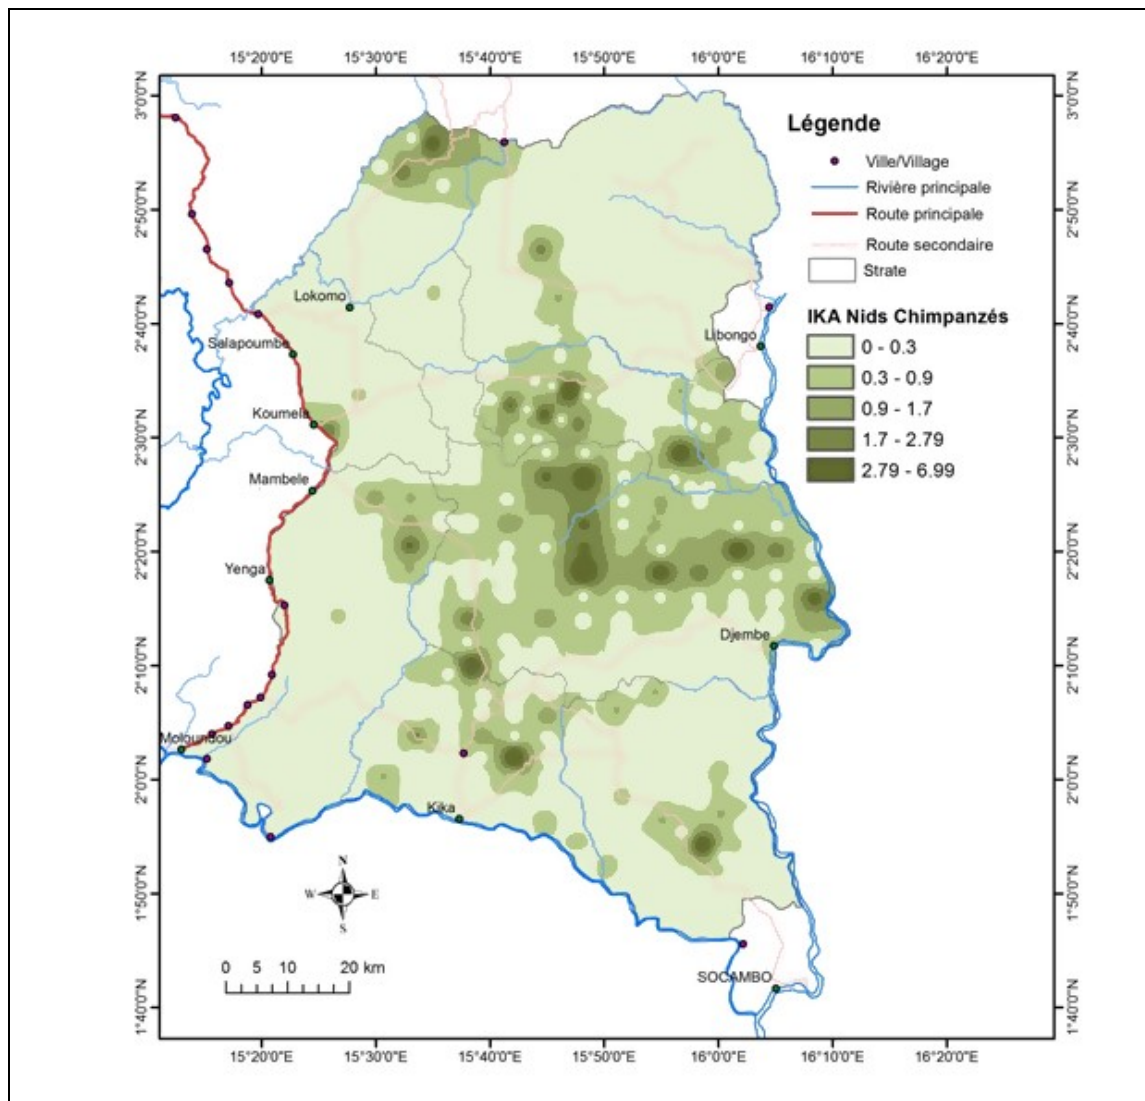 15°20'0"E 15°30'0"E 15°40'0"E 15°50'0"E 16°0'0"E 16°10'0"E 16°20'0"E
3°0'0"N 3°0'0"N
Légende
Ville/Village
Rivière principale
Route principale
Route secondaire
Strate
2°50'0"N 2°50'0"N
Lokomo
IKA Nids Chimpanzés
0 - 0.3
0.3 - 0.9
0.9 - 1.7
1.7 - 2.79
2.79 - 6.99
2°40'0"N 2°40'0"N
Libongo
Salapoumbe
Koumela
2°30'0"N 2°30'0"N
Mambele
2°20'0"N 2°20'0"N
Yenga
Djembe
2°10'0"N 2°10'0"N
Moloundou
2°0'0"N 2°0'0"N
Kika
N
W E
S
1°50'0"N 1°50'0"N
0 5 10 20 km
SOCAMBO
1°40'0"N 1°40'0"N
15°20'0"E 15°30'0"E 15°40'0"E 15°50'0"E 16°0'0"E 16°10'0"E 16°20'0"E